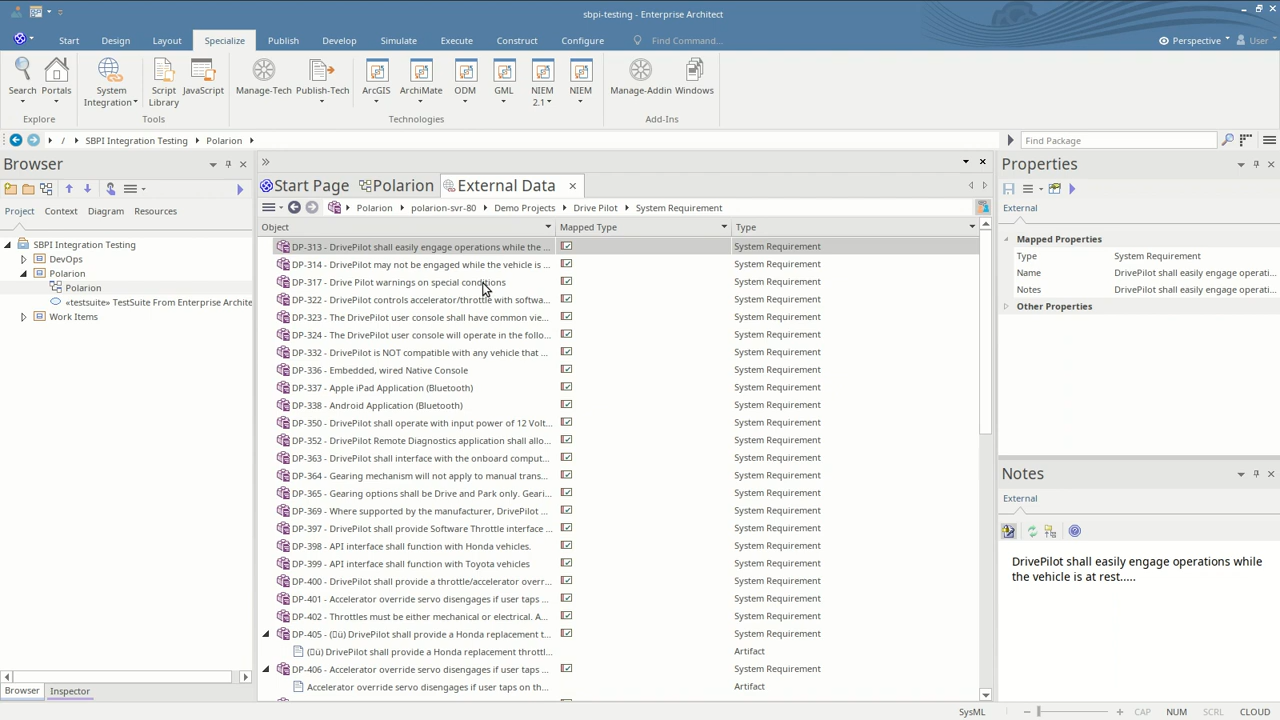 sbpi-testing - Enterprise Architect
Start Design Layout Specialize Publish Develop Simulate Execute Construct Configure Find Command... Perspective User
Search Portals System Integration Script Library JavaScript Manage-Tech Publish-Tech ArcGIS ArchiMate ODM GML NIEM 2.1 NIEM Manage-Addin Windows
Explore Tools Technologies Add-Ins
/ SBPI Integration Testing Polarion Find Package
Browser
Project Context Diagram Resources
SBPI Integration Testing
DevOps
Polarion
Polarion
«testsuite» TestSuite From Enterprise Archite
Work Items
Browser Inspector
Start Page Polarion External Data
Polarion polarion-svr-80 Demo Projects Drive Pilot System Requirement
Object Mapped Type Type
DP-313 - DrivePilot shall easily engage operations while the ... System Requirement
DP-314 - DrivePilot may not be engaged while the vehicle is ... System Requirement
DP-317 - Drive Pilot warnings on special conditions System Requirement
DP-322 - DrivePilot controls accelerator/throttle with softwa... System Requirement
DP-323 - The DrivePilot user console shall have common vie... System Requirement
DP-324 - The DrivePilot user console will operate in the follo... System Requirement
DP-332 - DrivePilot is NOT compatible with any vehicle that ... System Requirement
DP-336 - Embedded, wired Native Console System Requirement
DP-337 - Apple iPad Application (Bluetooth) System Requirement
DP-338 - Android Application (Bluetooth) System Requirement
DP-350 - DrivePilot shall operate with input power of 12 Volt... System Requirement
DP-352 - DrivePilot Remote Diagnostics application shall allo... System Requirement
DP-363 - DrivePilot shall interface with the onboard comput... System Requirement
DP-364 - Gearing mechanism will not apply to manual trans... System Requirement
DP-365 - Gearing options shall be Drive and Park only. Geari... System Requirement
DP-369 - Where supported by the manufacturer, DrivePilot ... System Requirement
DP-397 - DrivePilot shall provide Software Throttle interface ... System Requirement
DP-398 - API interface shall function with Honda vehicles. System Requirement
DP-399 - API interface shall function with Toyota vehicles System Requirement
DP-400 - DrivePilot shall provide a throttle/accelerator overr... System Requirement
DP-401 - Accelerator override servo disengages if user taps ... System Requirement
DP-402 - Throttles must be either mechanical or electrical. A... System Requirement
DP-405 - (▯ü) DrivePilot shall provide a Honda replacement t... System Requirement
(▯ü) DrivePilot shall provide a Honda replacement throttl... Artifact
DP-406 - Accelerator override servo disengages if user taps ... System Requirement
Accelerator override servo disengages if user taps on th... Artifact
Properties
External
Mapped Properties
Type System Requirement
Name DrivePilot shall easily engage operati...
Notes DrivePilot shall easily engage operati...
Other Properties
Notes
External
DrivePilot shall easily engage operations while
the vehicle is at rest.....
SysML CAP NUM SCRL CLOUD